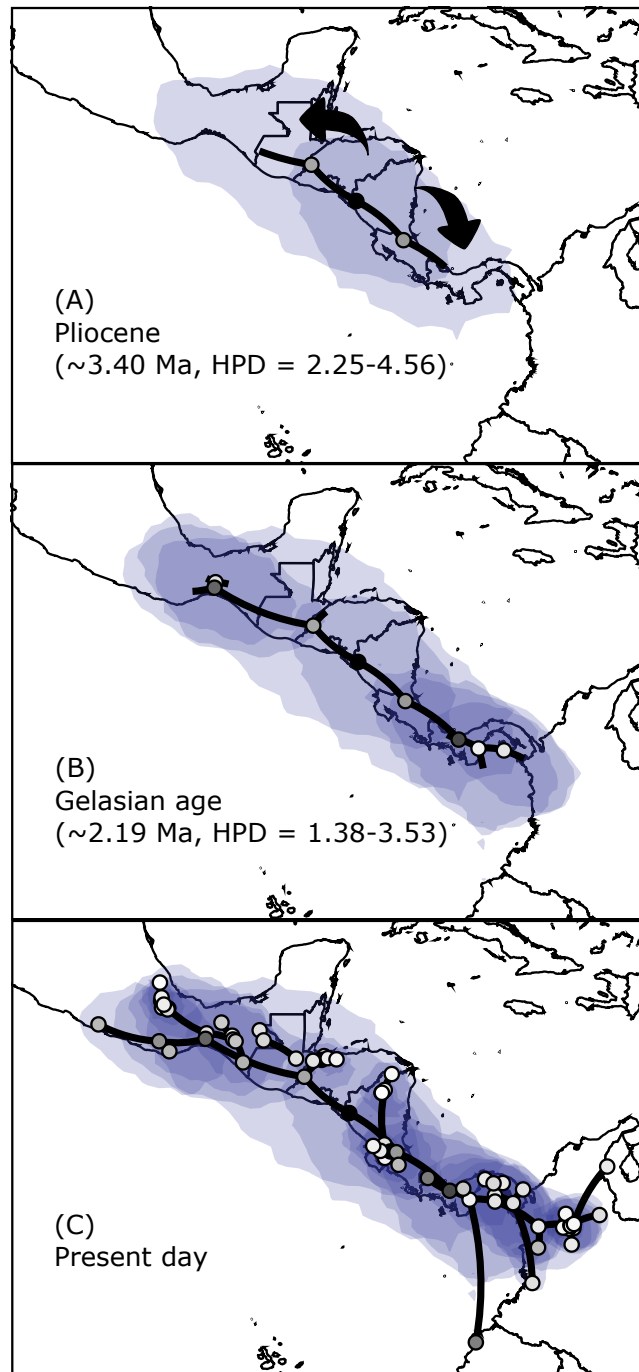 (A)
Pliocene
(~3.40 Ma, HPD = 2.25-4.56)
(B)
Gelasian age
(~2.19 Ma, HPD = 1.38-3.53)
(C)
Present day